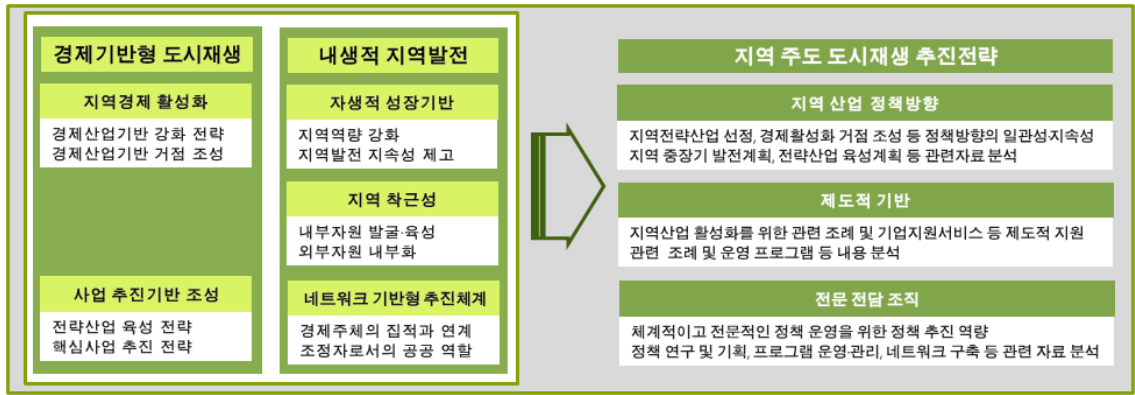 경제기반형 도시재생
지역경제 활성화
경제산업기반 강화 전략
경제산업기반 거점 조성
사업 추진기반 조성
전략산업 육성 전략
핵심사업 추진 전략
내생적 지역발전
자생적 성장기반
지역역량 강화
지역발전 지속성 제고
지역 착근성
내부자원 발굴·육성
외부자원 내부화
네트워크 기반형 추진체계
경제주체의 집적과 연계
조정자로서의 공공 역할
지역 주도 도시재생 추진전략
지역 산업 정책방향
지역전략산업 선정, 경제활성화 거점 조성 등 정책방향의 일관성·지속성
지역 중장기 발전계획, 전략산업 육성계획 등 관련자료 분석
제도적 기반
지역산업 활성화를 위한 관련 조례 및 기업지원서비스 등 제도적 지원
관련 조례 및 운영 프로그램 등 내용 분석
전문 전담 조직
체계적이고 전문적인 정책 운영을 위한 정책 추진 역량
정책 연구 및 기획, 프로그램 운영·관리, 네트워크 구축 등 관련 자료 분석